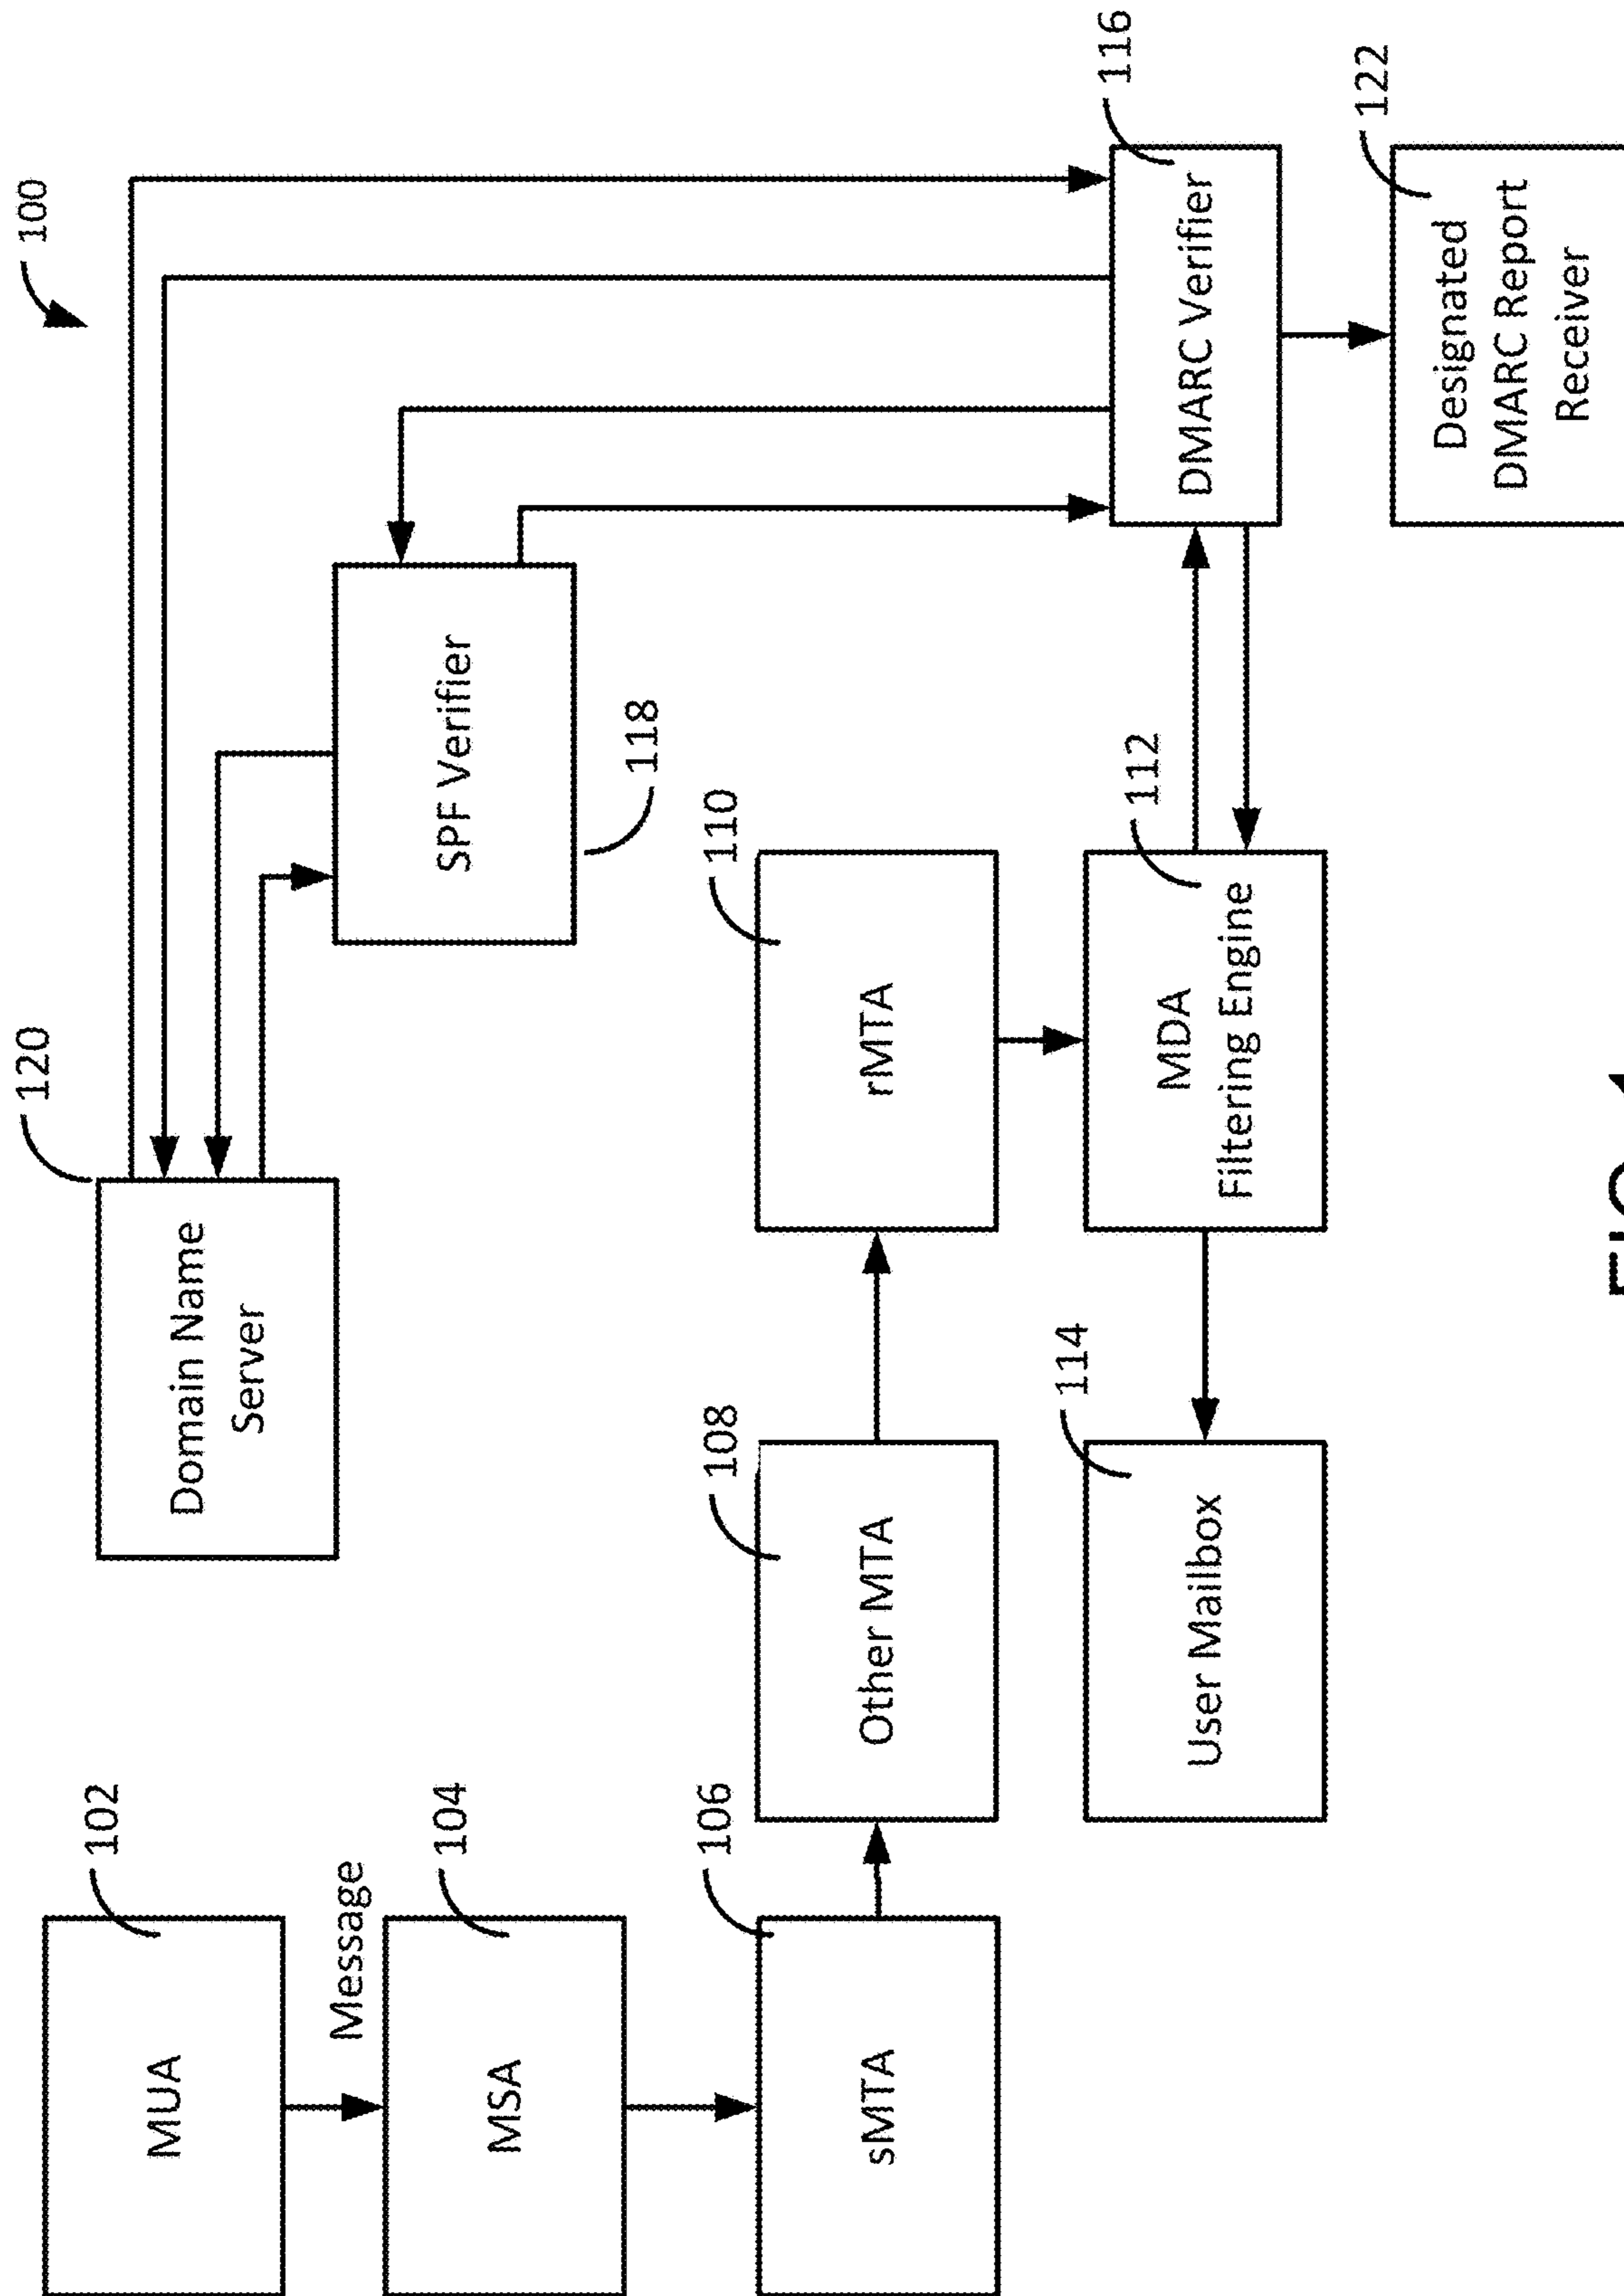 100
MUA
102
Message
MSA
104
sMTA
106
Domain Name
Server
120
SPF Verifier
118
Other MTA
108
rMTA
110
User Mailbox
114
MDA
Filtering Engine
112
DMARC Verifier
116
Designated
DMARC Report
Receiver
122